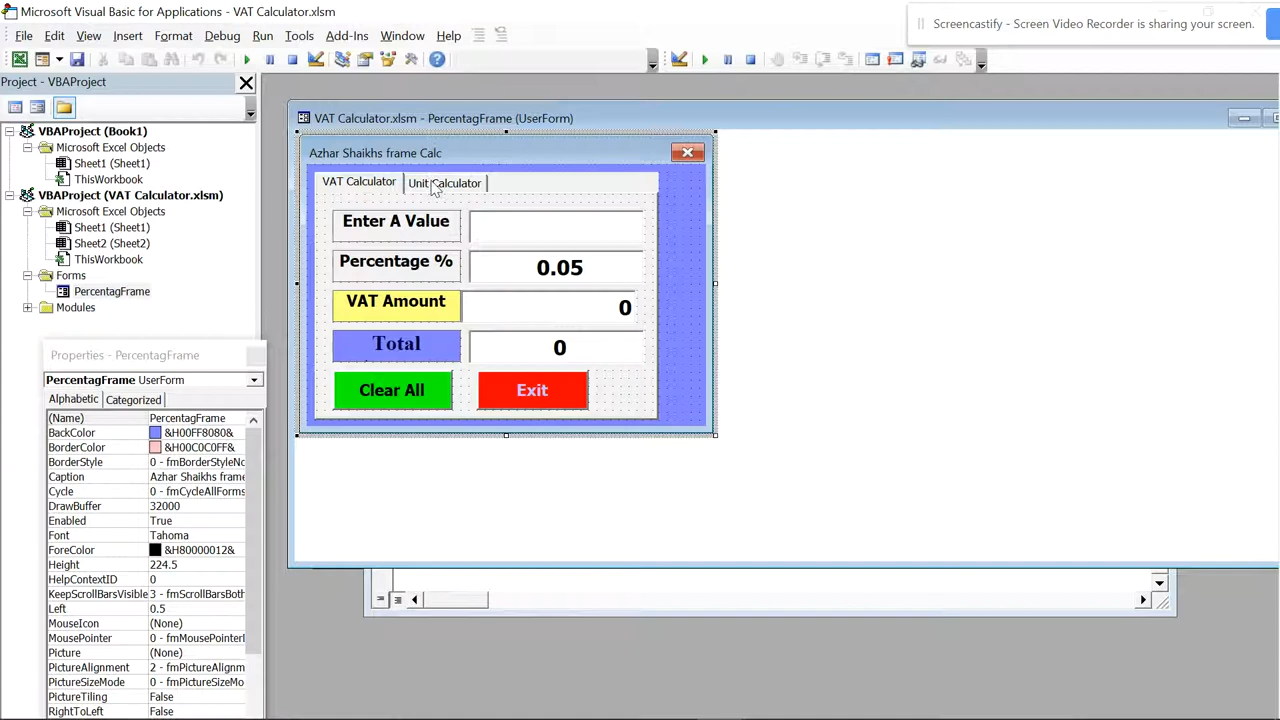 Microsoft Visual Basic for Applications - VAT Calculator.xlsm
Screencastify - Screen Video Recorder is sharing your screen.
File Edit View Insert Format Debug Run Tools Add-Ins Window Help
Project - VBAProject
VBAProject (Book1)
Microsoft Excel Objects
Sheet1 (Sheet1)
ThisWorkbook
VBAProject (VAT Calculator.xlsm)
Microsoft Excel Objects
Sheet1 (Sheet1)
Sheet2 (Sheet2)
ThisWorkbook
Forms
PercentagFrame
Modules
VAT Calculator.xlsm - PercentagFrame (UserForm)
Azhar Shaikhs frame Calc
VAT Calculator Unit Calculator
Enter A Value
Percentage % 0.05
VAT Amount 0
Total 0
Clear All Exit
Properties - PercentagFrame
PercentagFrame UserForm
Alphabetic Categorized
(Name) PercentagFrame
BackColor &H00FF8080&
BorderColor &H00C0C0FF&
BorderStyle 0 - fmBorderStyleNo
Caption Azhar Shaikhs frame
Cycle 0 - fmCycleAllForms
DrawBuffer 32000
Enabled True
Font Tahoma
ForeColor &H80000012&
Height 224.5
HelpContextID 0
KeepScrollBarsVisible 3 - fmScrollBarsBoth
Left 0.5
MouseIcon (None)
MousePointer 0 - fmMousePointerD
Picture (None)
PictureAlignment 2 - fmPictureAlignm
PictureSizeMode 0 - fmPictureSizeMo
PictureTiling False
RightToLeft False